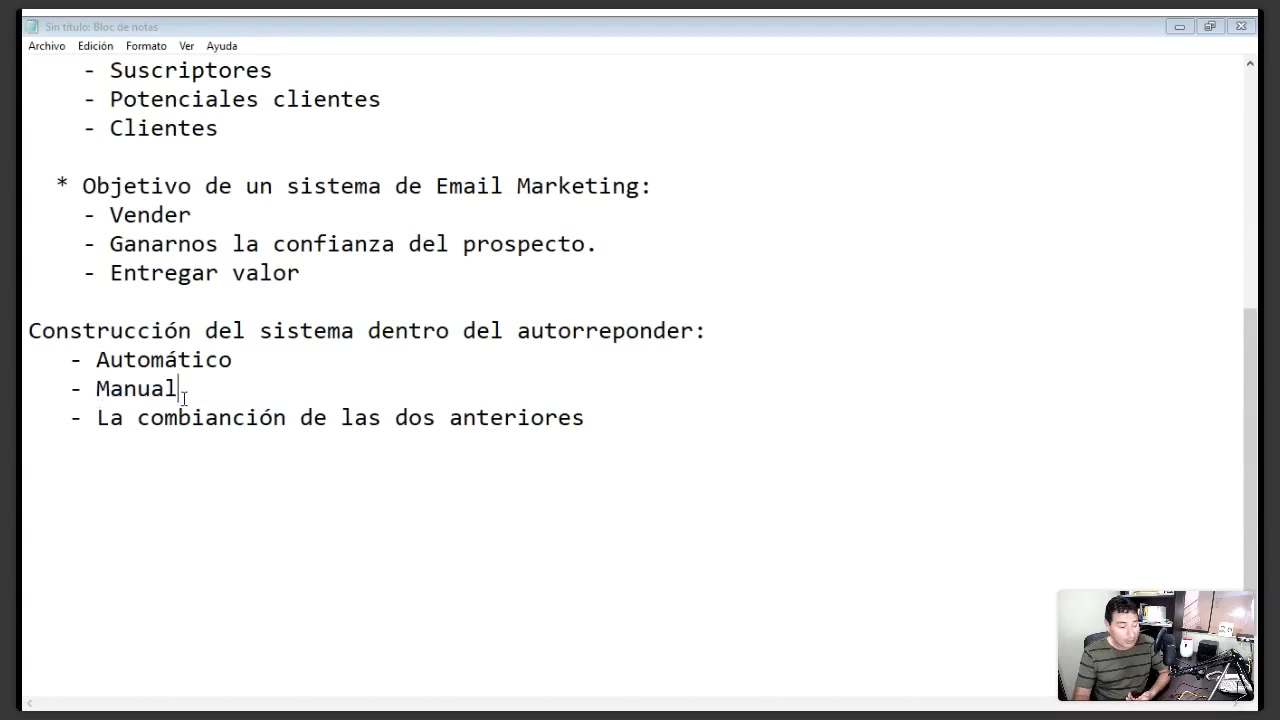 Sin título: Bloc de notas
Archivo Edición Formato Ver Ayuda
- Suscriptores
- Potenciales clientes
- Clientes
* Objetivo de un sistema de Email Marketing:
- Vender
- Ganarnos la confianza del prospecto.
- Entregar valor
Construcción del sistema dentro del autorreponder:
- Automático
- Manual
- La combianción de las dos anteriores